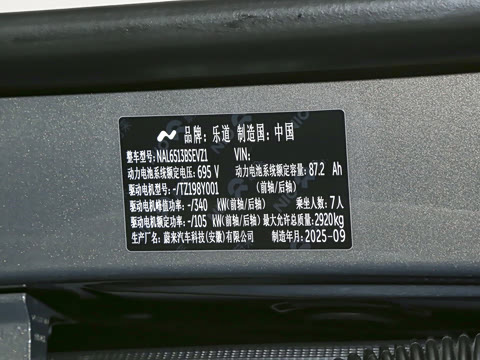 品牌: 乐道 制造国: 中国
整车型号: NAL6513BSEVZ1 VIN:
动力电池系统额定电压: 695 V 动力电池系统额定容量: 87.2 Ah
驱动电机型号: -/TZ198Y001 (前轴/后轴)
驱动电机峰值功率: -/340 kW(前轴/后轴) 乘坐人数: 7人
驱动电机额定功率: -/105 kW(前轴/后轴) 最大允许总质量: 2920kg
生产厂名: 蔚来汽车科技(安徽)有限公司 制造年月: 2025-09
NIO